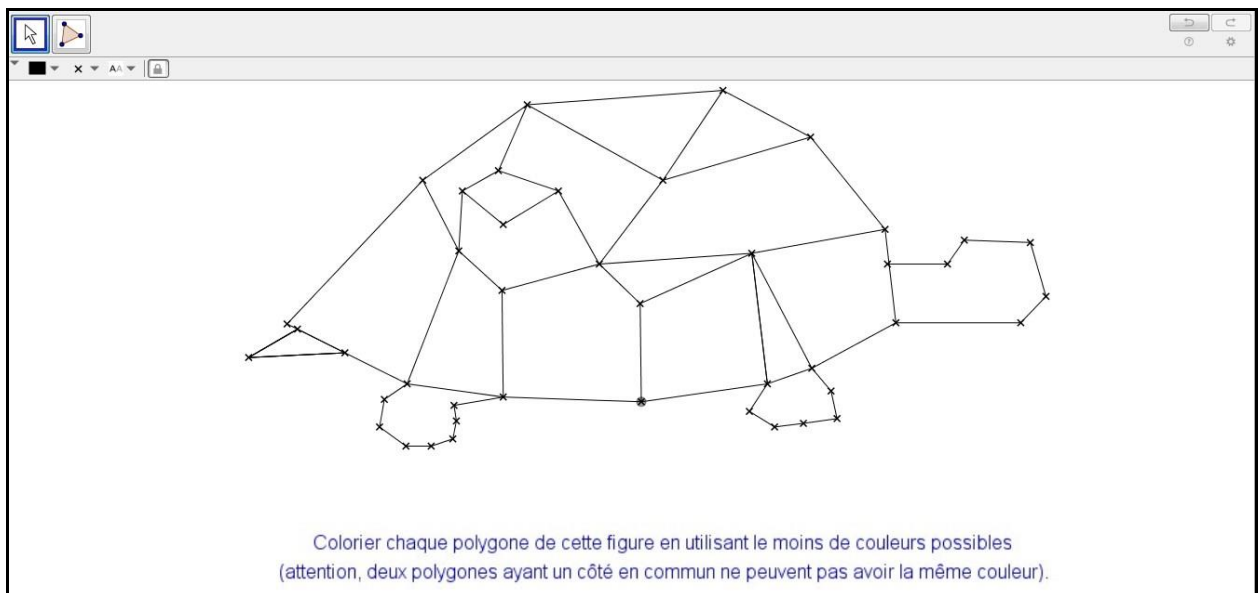 AA
Colorier chaque polygone de cette figure en utilisant le moins de couleurs possibles
(attention, deux polygones ayant un côté en commun ne peuvent pas avoir la même couleur).